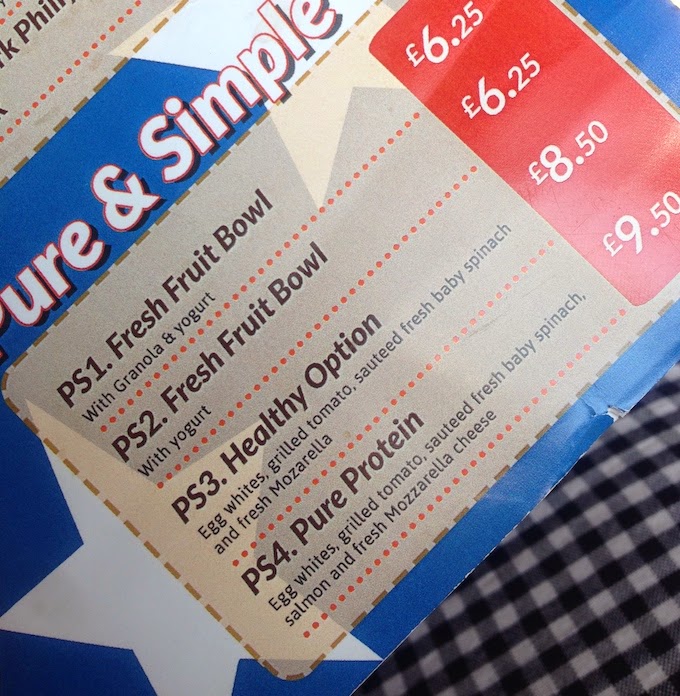 Pure & Simple
PS1. Fresh Fruit Bowl
With Granola & yogurt
£6.25
PS2. Fresh Fruit Bowl
With yogurt
£6.25
PS3. Healthy Option
Egg whites, grilled tomato, sauteed fresh baby spinach
and fresh Mozarella
£8.50
PS4. Pure Protein
Egg whites, grilled tomato, sauteed fresh baby spinach,
salmon and fresh Mozzarella cheese
£9.50